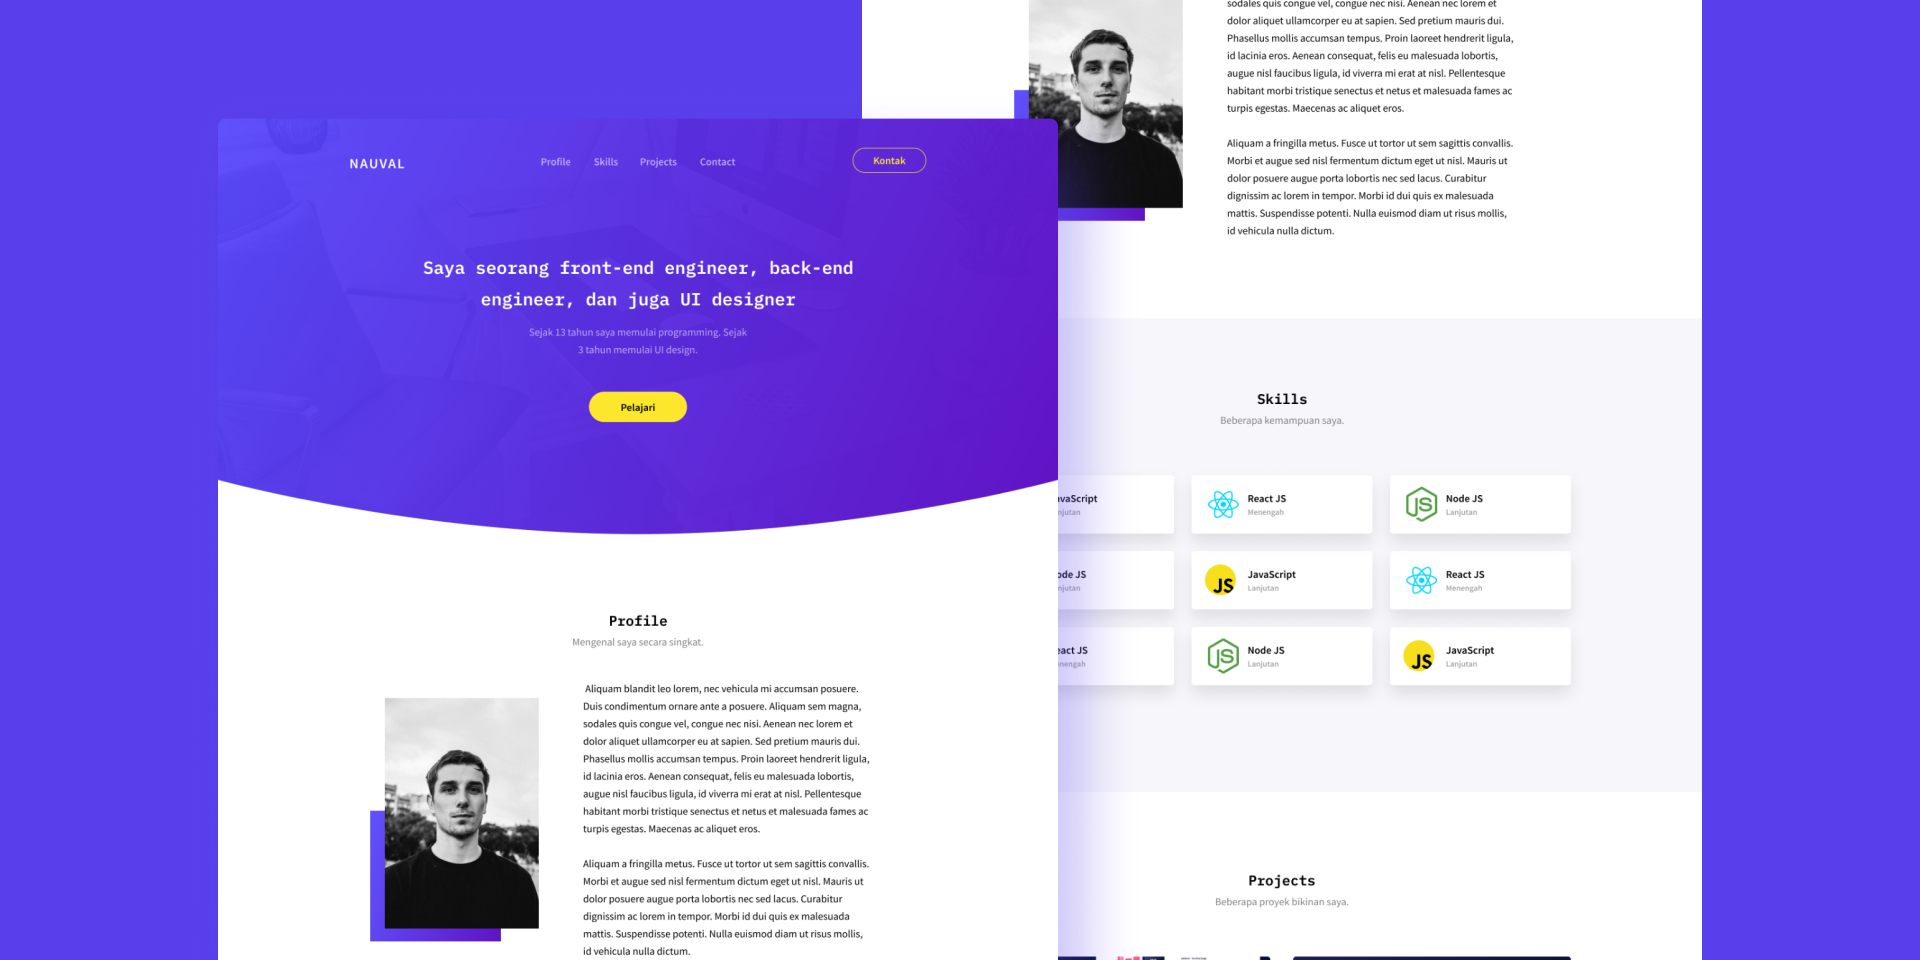 NAUVAL
Profile
Skills
Projects
Contact
Kontak
Saya seorang front-end engineer, back-end
engineer, dan juga UI designer
Sejak 13 tahun saya memulai programming. Sejak
3 tahun memulai UI design.
Pelajari
Profile
Mengenal saya secara singkat.
Aliquam blandit leo lorem, nec vehicula mi accumsan posuere.
Duis condimentum ornare ante a posuere. Aliquam sem magna,
sodales quis congue vel, congue nec nisi. Aenean nec lorem et
dolor aliquet ullamcorper eu at sapien. Sed pretium mauris dui.
Phasellus mollis accumsan tempus. Proin laoreet hendrerit ligula,
id lacinia eros. Aenean consequat, felis eu malesuada lobortis,
augue nisl faucibus ligula, id viverra mi erat at nisl. Pellentesque
habitant morbi tristique senectus et netus et malesuada fames ac
turpis egestas. Maecenas ac aliquet eros.
Aliquam a fringilla metus. Fusce ut tortor ut sem sagittis convallis.
Morbi et augue sed nisl fermentum dictum eget ut nisl. Mauris ut
dolor posuere augue porta lobortis nec sed lacus. Curabitur
dignissim ac lorem in tempor. Morbi id dui quis ex malesuada
mattis. Suspendisse potenti. Nulla euismod diam ut risus mollis,
id vehicula nulla dictum.
sodales quis congue vel, congue nec nisi. Aenean nec lorem et
dolor aliquet ullamcorper eu at sapien. Sed pretium mauris dui.
Phasellus mollis accumsan tempus. Proin laoreet hendrerit ligula,
id lacinia eros. Aenean consequat, felis eu malesuada lobortis,
augue nisl faucibus ligula, id viverra mi erat at nisl. Pellentesque
habitant morbi tristique senectus et netus et malesuada fames ac
turpis egestas. Maecenas ac aliquet eros.
Aliquam a fringilla metus. Fusce ut tortor ut sem sagittis convallis.
Morbi et augue sed nisl fermentum dictum eget ut nisl. Mauris ut
dolor posuere augue porta lobortis nec sed lacus. Curabitur
dignissim ac lorem in tempor. Morbi id dui quis ex malesuada
mattis. Suspendisse potenti. Nulla euismod diam ut risus mollis,
id vehicula nulla dictum.
Skills
Beberapa kemampuan saya.
vaScript
njutan
React JS
Menengah
JS
Node JS
Lanjutan
ode JS
njutan
JS
JavaScript
Lanjutan
React JS
Menengah
eact JS
enengah
JS
Node JS
Lanjutan
JS
JavaScript
Lanjutan
Projects
Beberapa proyek bikinan saya.